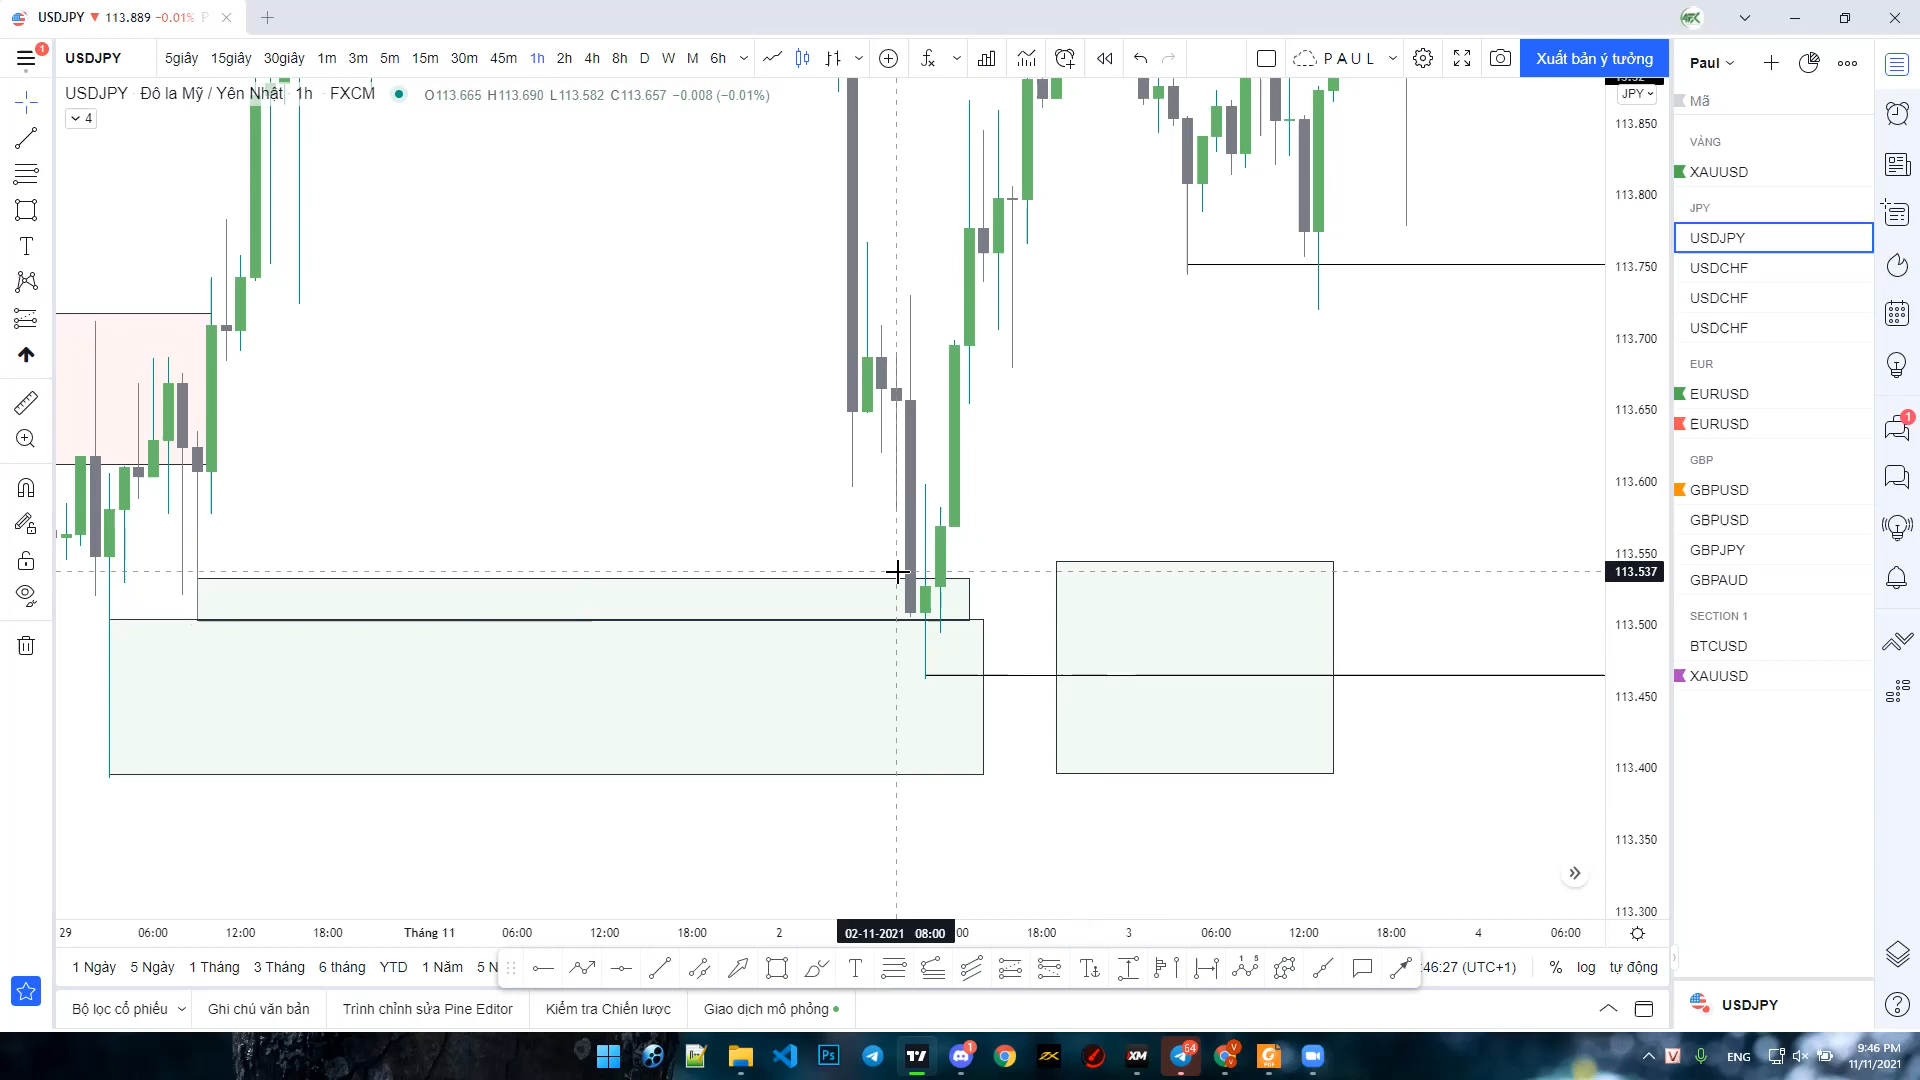 USDJPY ▼ 113.889 −0.01% P
USDJPY 5giây 15giây 30giây 1m 3m 5m 15m 30m 45m 1h 2h 4h 8h D W M 6h PAUL Xuất bản ý tưởng
Paul
USDJPY · Đô la Mỹ / Yên Nhật · 1h · FXCM O113.665 H113.690 L113.582 C113.657 −0.008 (−0.01%)
4
JPY
113.850
113.800
113.750
113.700
113.650
113.600
113.550
113.537
113.500
113.450
113.400
113.350
113.300
Mã
VÀNG
XAUUSD
JPY
USDJPY
USDCHF
USDCHF
USDCHF
EUR
EURUSD
EURUSD
GBP
GBPUSD
GBPUSD
GBPJPY
GBPAUD
SECTION 1
BTCUSD
XAUUSD
29 06:00 12:00 18:00 Tháng 11 06:00 12:00 18:00 2 02-11-2021 08:00 :00 18:00 3 06:00 12:00 18:00 4 06:00
1 Ngày 5 Ngày 1 Tháng 3 Tháng 6 tháng YTD 1 Năm 5 N :46:27 (UTC+1) % log tự động
Bộ lọc cổ phiếu Ghi chú văn bản Trình chỉnh sửa Pine Editor Kiểm tra Chiến lược Giao dịch mô phỏng
USDJPY
ENG
9:46 PM
11/11/2021